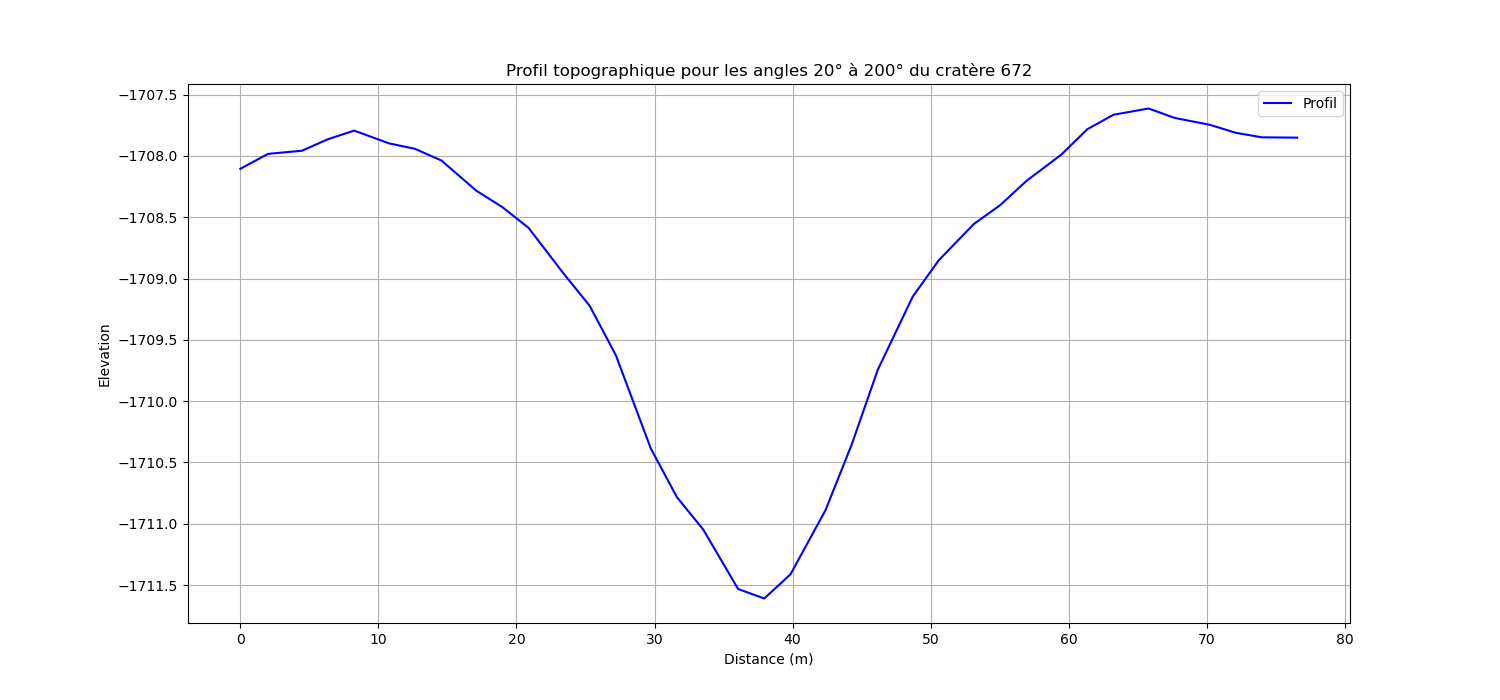 Profil topographique pour les angles 20° à 200° du cratère 672
Profil
−1707.5
−1708.0
−1708.5
−1709.0
−1709.5
−1710.0
−1710.5
−1711.0
−1711.5
Elevation
0 10 20 30 40 50 60 70 80
Distance (m)